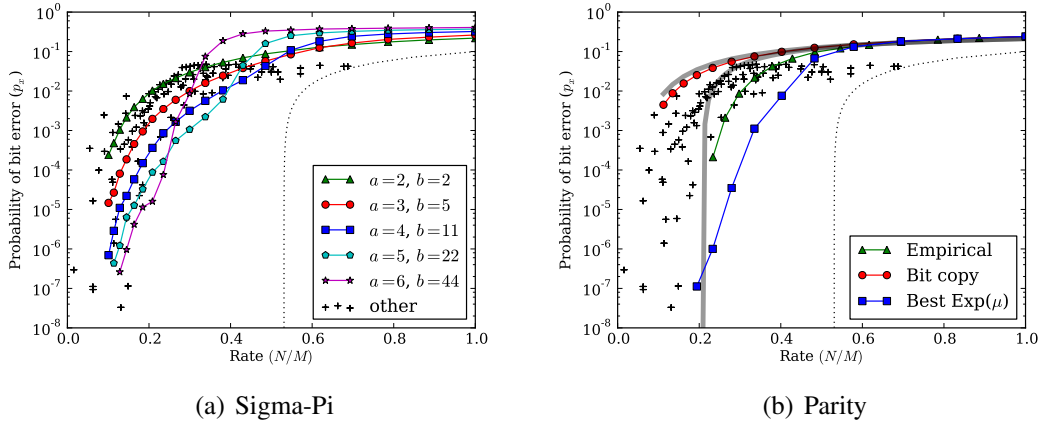 Probability of bit error (p_x)
10^0
10^-1
10^-2
10^-3
10^-4
10^-5
10^-6
10^-7
10^-8
0.0 0.2 0.4 0.6 0.8 1.0
Rate (N/M)
a=2, b=2
a=3, b=5
a=4, b=11
a=5, b=22
a=6, b=44
other
(a) Sigma-Pi
Probability of bit error (p_x)
10^0
10^-1
10^-2
10^-3
10^-4
10^-5
10^-6
10^-7
10^-8
0.0 0.2 0.4 0.6 0.8 1.0
Rate (N/M)
Empirical
Bit copy
Best Exp(μ)
(b) Parity